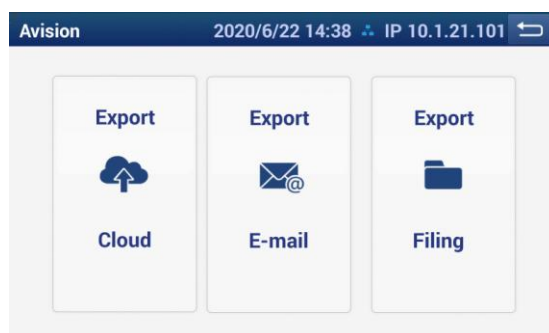 Avision 2020/6/22 14:38 IP 10.1.21.101
Export Export Export
@
Cloud E-mail Filing